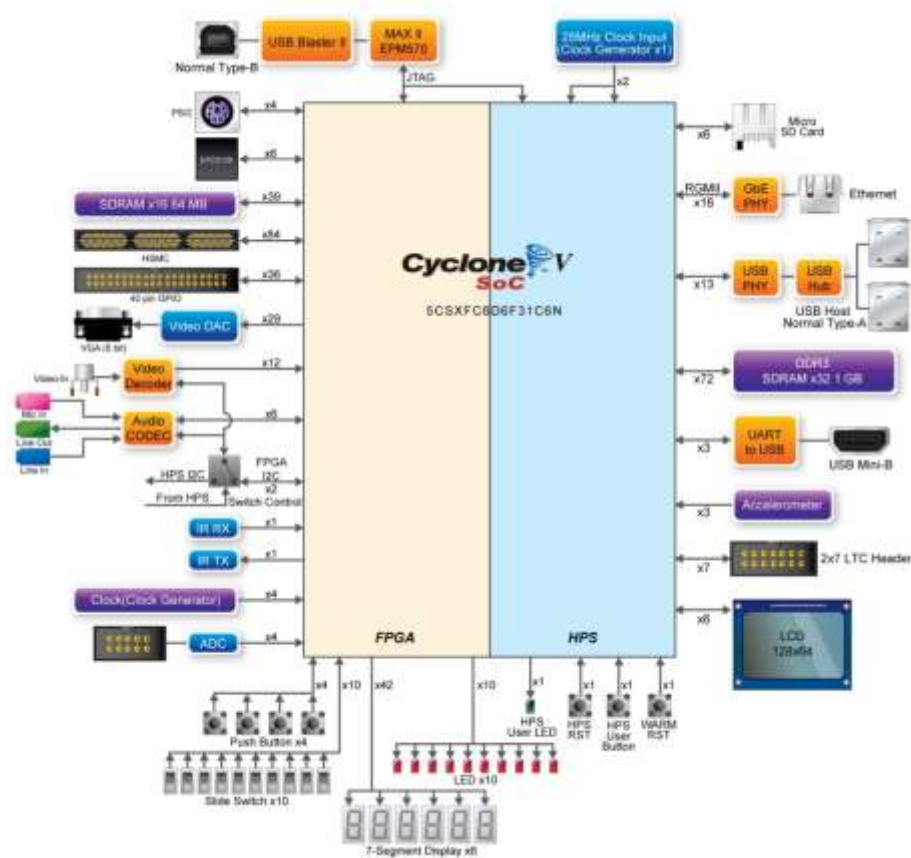 Normal Type-B
USB Blaster II
MAX II
EPM570
JTAG
25MHz Clock Input
(Clock Generator x1)
x2
x4
x6
SDRAM x16 64 MB
x39
HSMC
x84
40 pin GPIO
x36
VGA (8 bit)
Video DAC
x29
Video In
Video
Decoder
x12
Mic In
Line Out
Line In
Audio
CODEC
x6
HPS I2C
FPGA
I2C
x2
From HPS
Switch Control
IR RX
x1
IR TX
x1
Clock(Clock Generator)
x4
ADC
x4
Cyclone V
SoC
5CSXFC6D6F31C6N
FPGA
HPS
x6
Micro
SD Card
RGMII
x16
GbE
PHY
Ethernet
x13
USB
PHY
USB
Hub
USB Host
Normal Type-A
x72
DDR3
SDRAM x32 1 GB
x3
UART
to USB
USB Mini-B
x3
Accelerometer
x7
2x7 LTC Header
x6
LCD
128x64
x4
x10
x42
x10
x1
x1
x1
x1
Push Button x4
Slide Switch x10
7-Segment Display x6
LED x10
HPS
User LED
HPS
RST
HPS
User
Button
WARM
RST